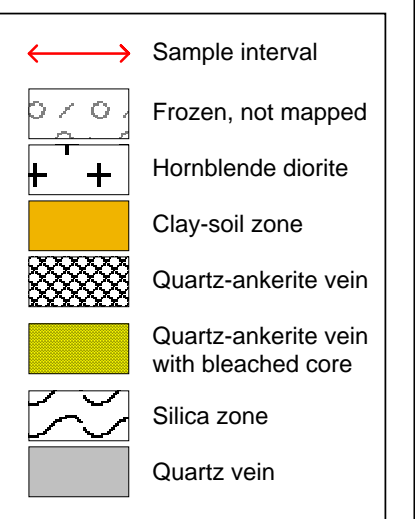 Sample interval
Frozen, not mapped
Hornblende diorite
Clay-soil zone
Quartz-ankerite vein
Quartz-ankerite vein
with bleached core
Silica zone
Quartz vein